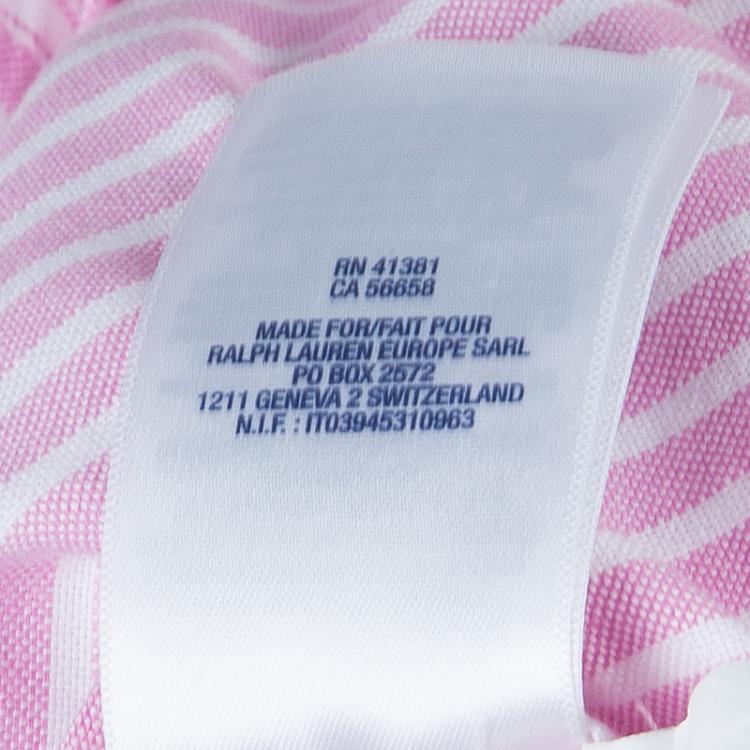 RN 41381
CA 56658
MADE FOR/FAIT POUR
RALPH LAUREN EUROPE SARL
PO BOX 2572
1211 GENEVA 2 SWITZERLAND
N.I.F. : IT03945310963